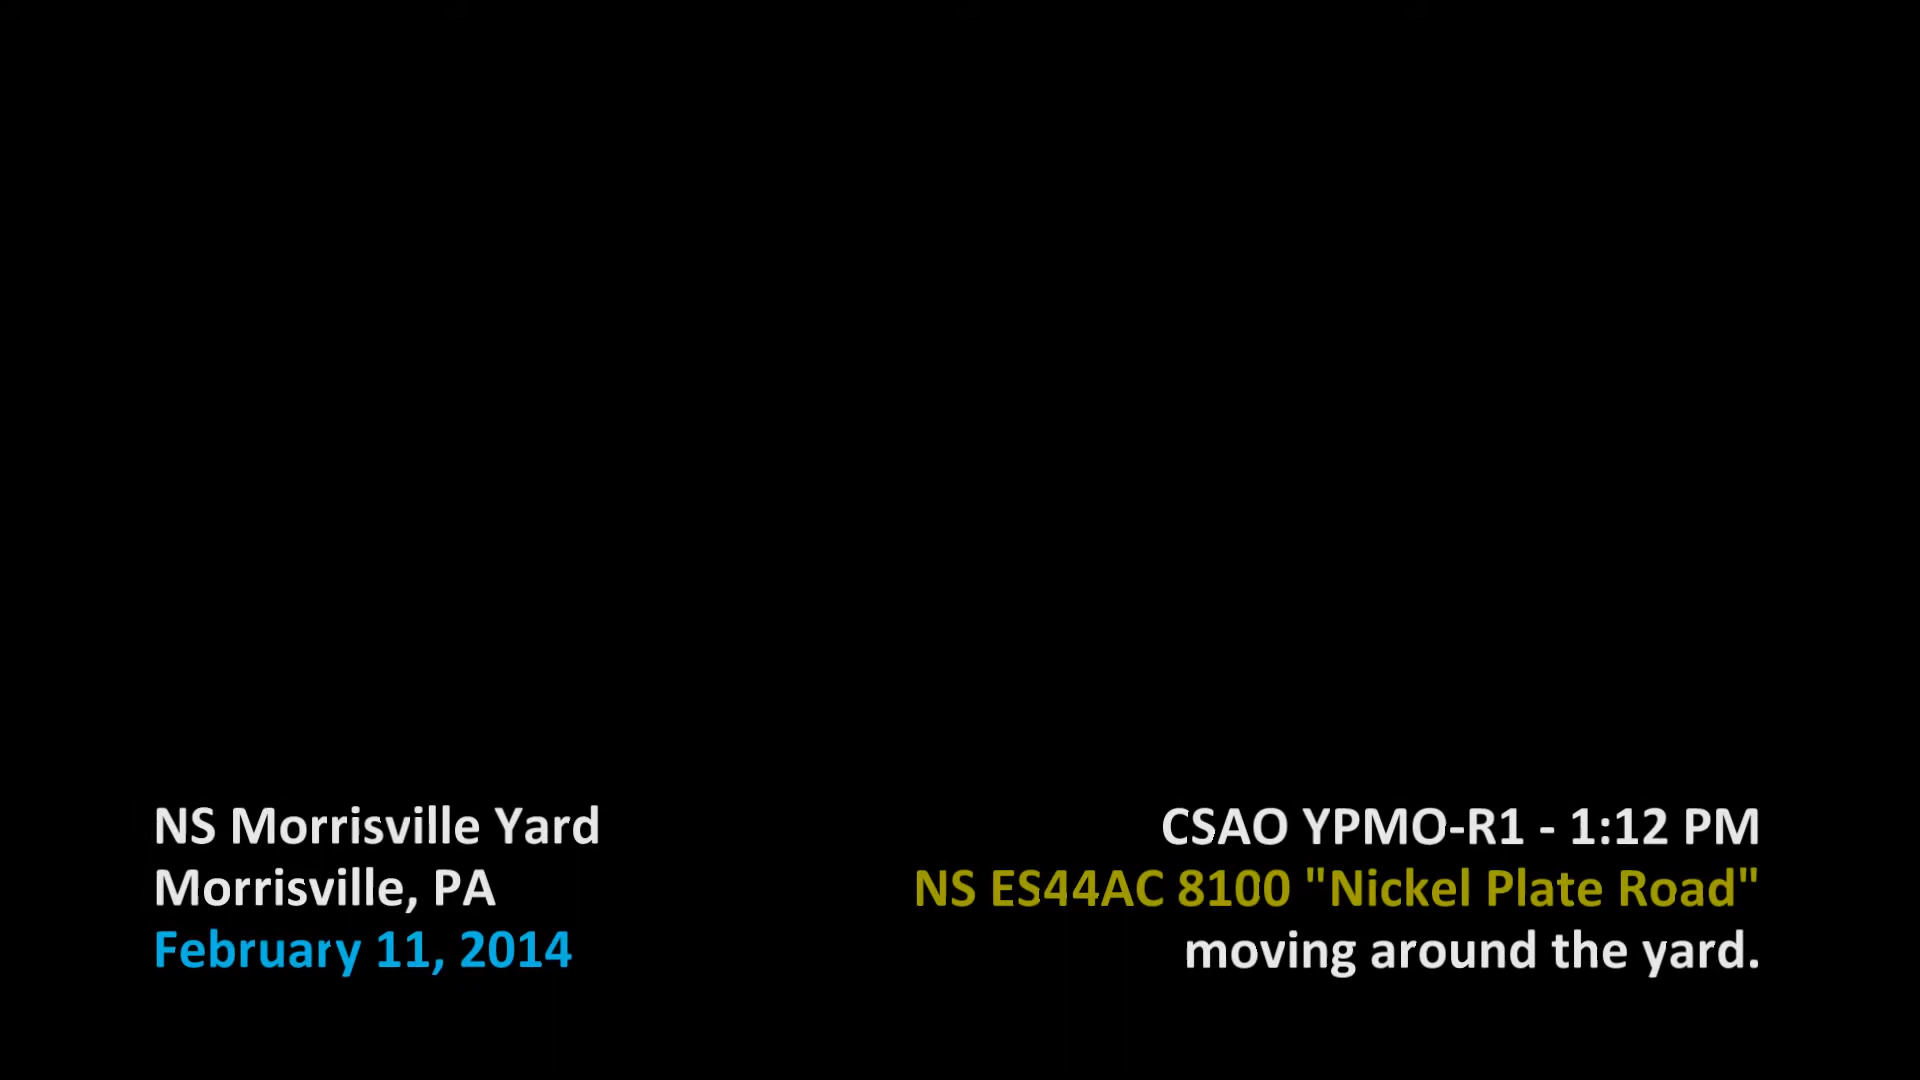 NS Morrisville Yard
Morrisville, PA
February 11, 2014
CSAO YPMO-R1 - 1:12 PM
NS ES44AC 8100 "Nickel Plate Road"
moving around the yard.